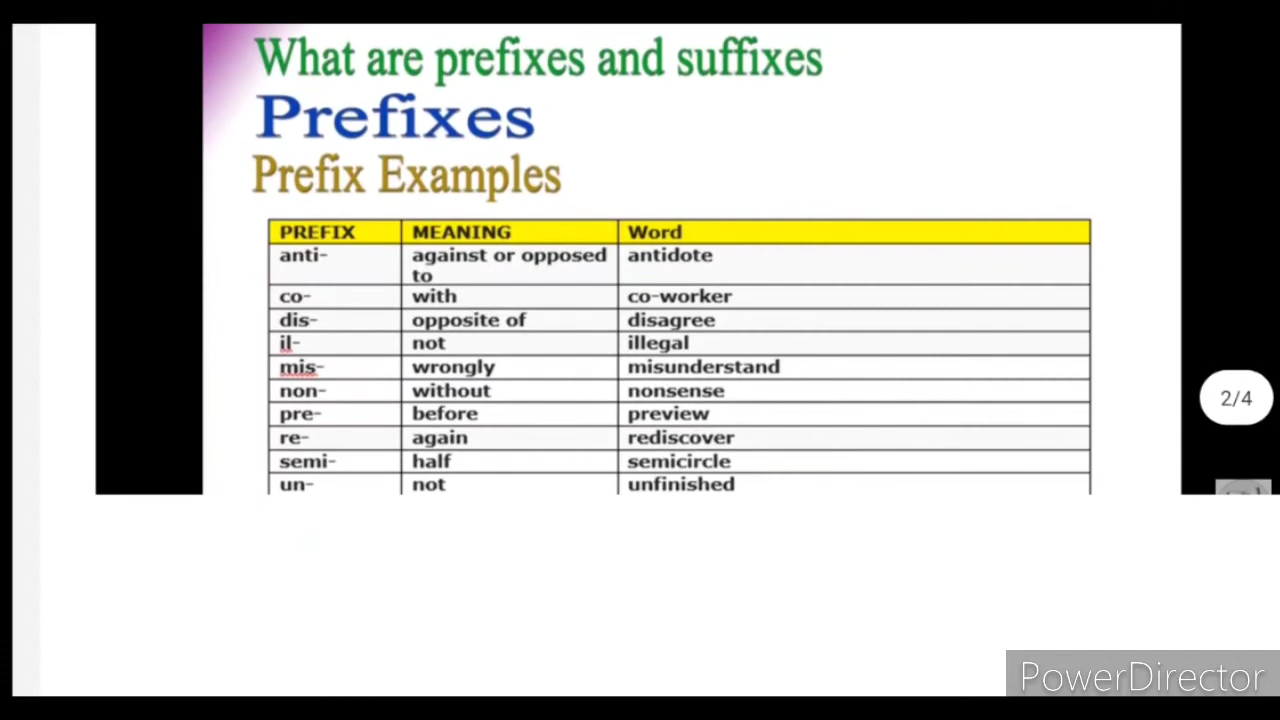 What are prefixes and suffixes
Prefixes
Prefix Examples
PREFIX MEANING Word
anti- against or opposed to antidote
co- with co-worker
dis- opposite of disagree
il- not illegal
mis- wrongly misunderstand
non- without nonsense
pre- before preview
re- again rediscover
semi- half semicircle
un- not unfinished
2/4
PowerDirector